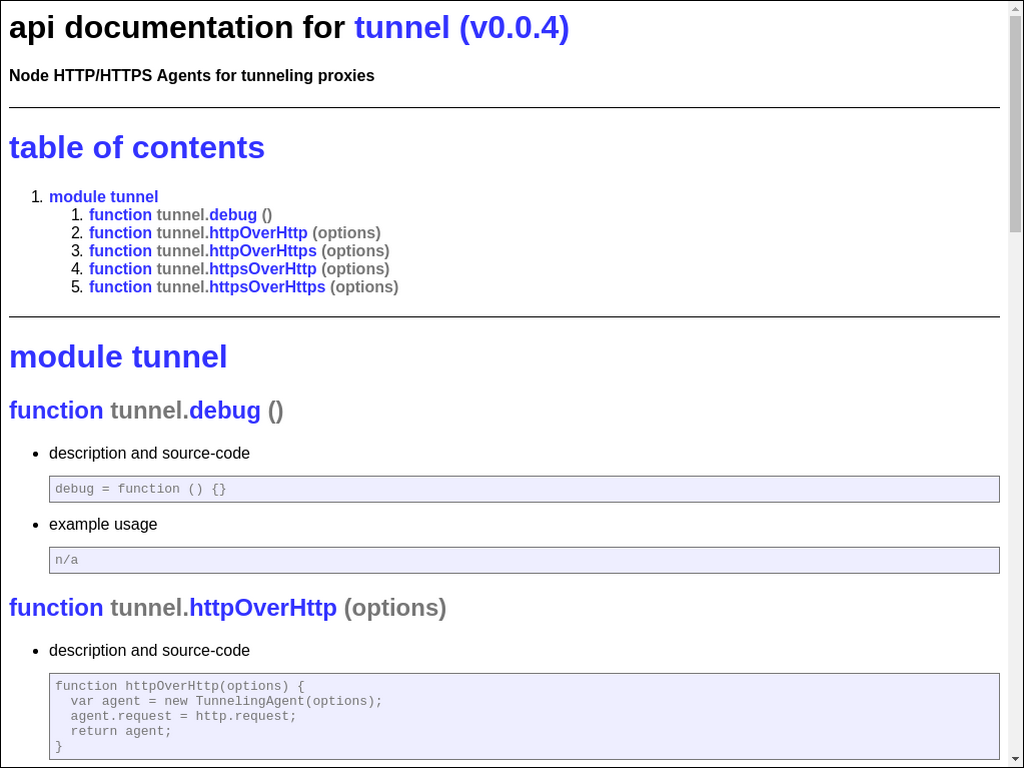 api documentation for tunnel (v0.0.4)
Node HTTP/HTTPS Agents for tunneling proxies
table of contents
1. module tunnel
1. function tunnel.debug ()
2. function tunnel.httpOverHttp (options)
3. function tunnel.httpOverHttps (options)
4. function tunnel.httpsOverHttp (options)
5. function tunnel.httpsOverHttps (options)
module tunnel
function tunnel.debug ()
• description and source-code
debug = function () {}
• example usage
n/a
function tunnel.httpOverHttp (options)
• description and source-code
function httpOverHttp(options) {
  var agent = new TunnelingAgent(options);
  agent.request = http.request;
  return agent;
}